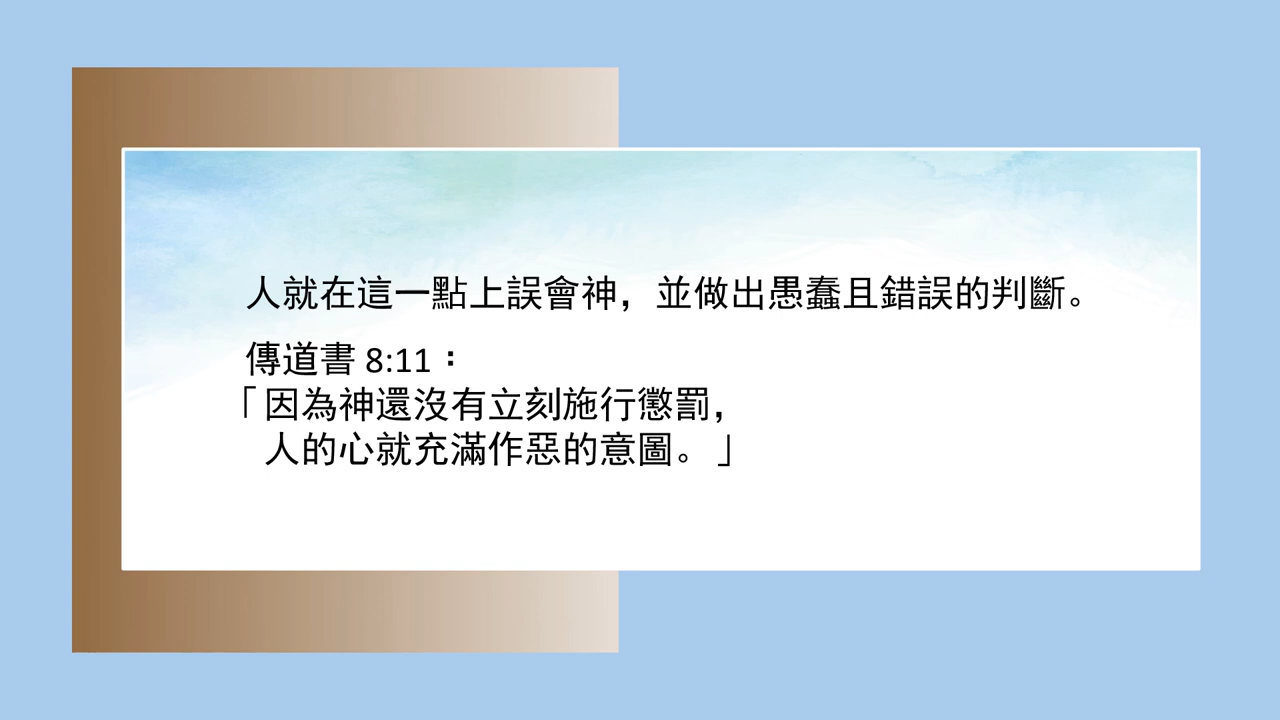 人就在這一點上誤會神，並做出愚蠢且錯誤的判斷。
傳道書 8:11：
「因為神還沒有立刻施行懲罰，
人的心就充滿作惡的意圖。」